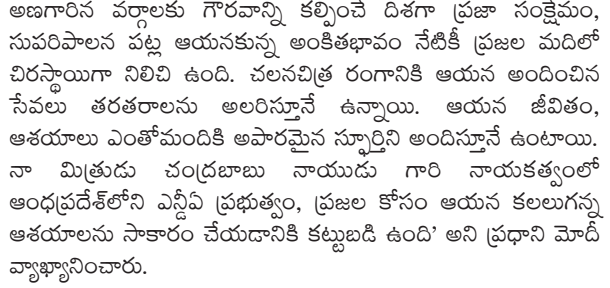 అణగారిన వర్గాలకు గౌరవాన్ని కల్పించే దిశగా ప్రజా సంక్షేమం,
సుపరిపాలన పట్ల ఆయనకున్న అంకితభావం నేటికీ ప్రజల మదిలో
చిరస్థాయిగా నిలిచి ఉంది. చలనచిత్ర రంగానికి ఆయన అందించిన
సేవలు తరతరాలను అలరిస్తూనే ఉన్నాయి. ఆయన జీవితం,
ఆశయాలు ఎంతోమందికి అపారమైన స్ఫూర్తిని అందిస్తూనే ఉంటాయి.
నా మిత్రుడు చంద్రబాబు నాయుడు గారి నాయకత్వంలో
ఆంధప్రదేశ్‌లోని ఎన్డీఏ ప్రభుత్వం, ప్రజల కోసం ఆయన కలలుగన్న
ఆశయాలను సాకారం చేయడానికి కట్టుబడి ఉంది' అని ప్రధాని మోదీ
వ్యాఖ్యానించారు.